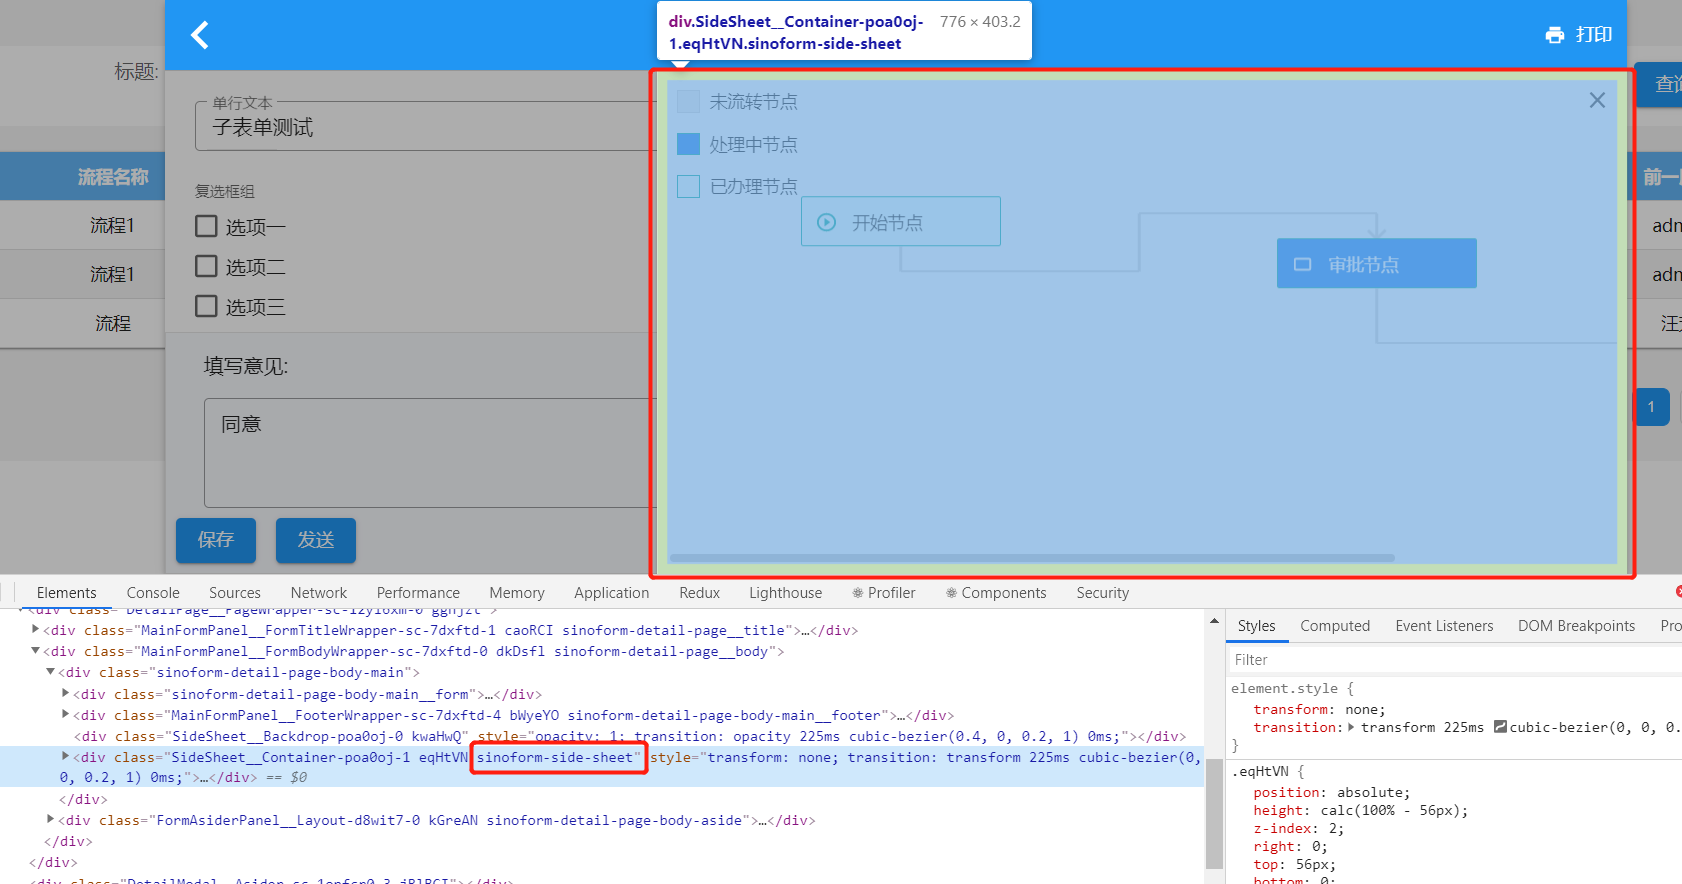 div.SideSheet__Container-poa0oj-1.eqHtVN.sinoform-side-sheet 776 × 403.2
打印
标题:
查询
单行文本
子表单测试
未流转节点
处理中节点
已办理节点
开始节点
审批节点
流程名称
前一
流程1
adm
复选框组
选项一
选项二
选项三
流程1
adm
流程
汪
填写意见:
同意
1
保存
发送
Elements Console Sources Network Performance Memory Application Redux Lighthouse Profiler Components Security
<div class="DetailPage__PageWrapper-sc-1zyl6xm-0 ggnjzt">
<div class="MainFormPanel__FormTitleWrapper-sc-7dxftd-1 caoRCI sinoform-detail-page__title">…</div>
<div class="MainFormPanel__FormBodyWrapper-sc-7dxftd-0 dkDsfl sinoform-detail-page__body">
<div class="sinoform-detail-page-body-main">
<div class="sinoform-detail-page-body-main__form">…</div>
<div class="MainFormPanel__FooterWrapper-sc-7dxftd-4 bWyeYO sinoform-detail-page-body-main__footer">…</div>
<div class="SideSheet__Backdrop-poa0oj-0 kwaHwQ" style="opacity: 1; transition: opacity 225ms cubic-bezier(0.4, 0, 0.2, 1) 0ms;"></div>
<div class="SideSheet__Container-poa0oj-1 eqHtVN sinoform-side-sheet" style="transform: none; transition: transform 225ms cubic-bezier(0,
0, 0.2, 1) 0ms;">…</div> == $0
</div>
<div class="FormAsiderPanel__Layout-d8wit7-0 kGreAN sinoform-detail-page-body-aside">…</div>
</div>
</div>
Styles Computed Event Listeners DOM Breakpoints Pro
Filter
element.style {
transform: none;
transition: transform 225ms cubic-bezier(0, 0, 0.
}
.eqHtVN {
position: absolute;
height: calc(100% - 56px);
z-index: 2;
right: 0;
top: 56px;
bottom: 0;